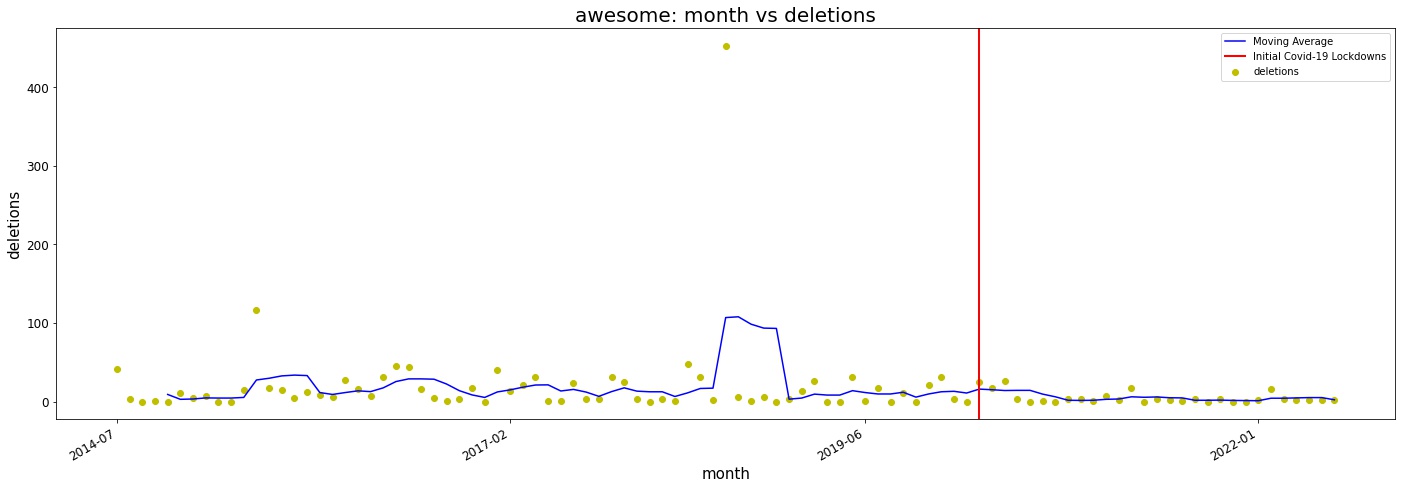 awesome: month vs deletions
Moving Average
Initial Covid-19 Lockdowns
deletions
deletions
400
300
200
100
0
2014-07
2017-02
2019-06
2022-01
month